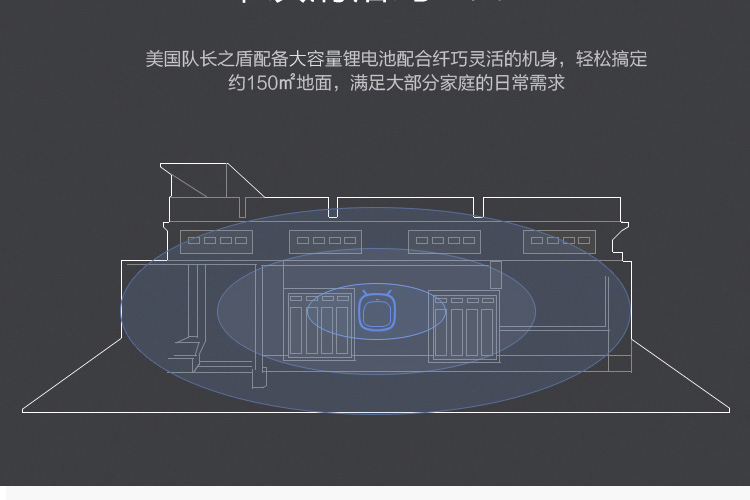 美国队长之盾配备大容量锂电池配合纤巧灵活的机身，轻松搞定
约150㎡地面，满足大部分家庭的日常需求